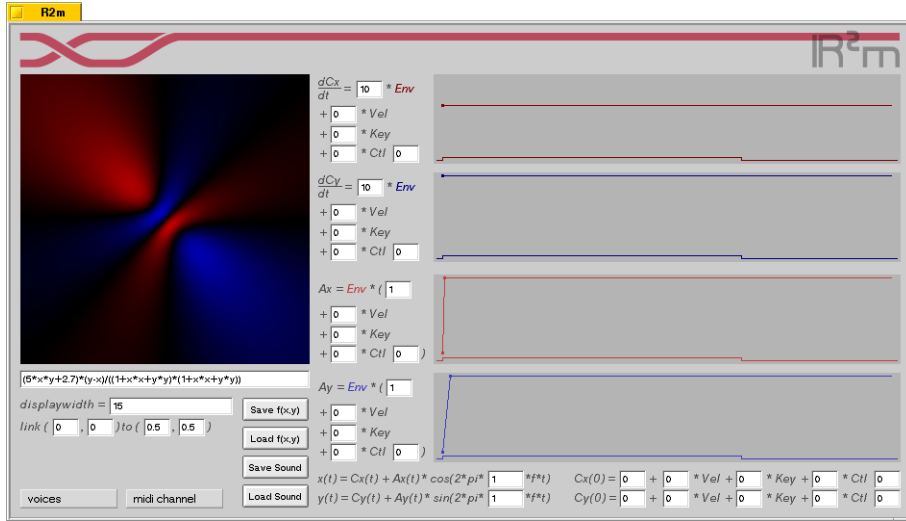 R2m
IR²m
dCx/dt = 10 * Env
+ 0 * Vel
+ 0 * Key
+ 0 * Ctl 0
dCy/dt = 10 * Env
+ 0 * Vel
+ 0 * Key
+ 0 * Ctl 0
Ax = Env * ( 1
+ 0 * Vel
+ 0 * Key
+ 0 * Ctl 0 )
(5*x*y+2.7)*(y-x)/((1+x*x+y*y)*(1+x*x+y*y))
Ay = Env * ( 1
+ 0 * Vel
+ 0 * Key
+ 0 * Ctl 0 )
displaywidth = 15
link ( 0 , 0 ) to ( 0.5 , 0.5 )
Save f(x,y)
Load f(x,y)
Save Sound
Load Sound
voices
midi channel
x(t) = Cx(t) + Ax(t)* cos(2*pi* 1 *f*t) Cx(0) = 0 + 0 * Vel + 0 * Key + 0 * Ctl 0
y(t) = Cy(t) + Ay(t)* sin(2*pi* 1 *f*t) Cy(0) = 0 + 0 * Vel + 0 * Key + 0 * Ctl 0